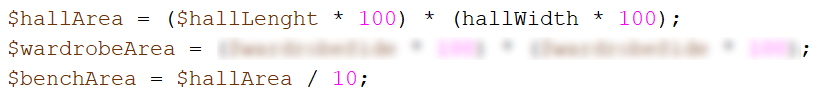 $hallArea = ($hallLenght * 100) * (hallWidth * 100);
$wardrobeArea = ;
$benchArea = $hallArea / 10;